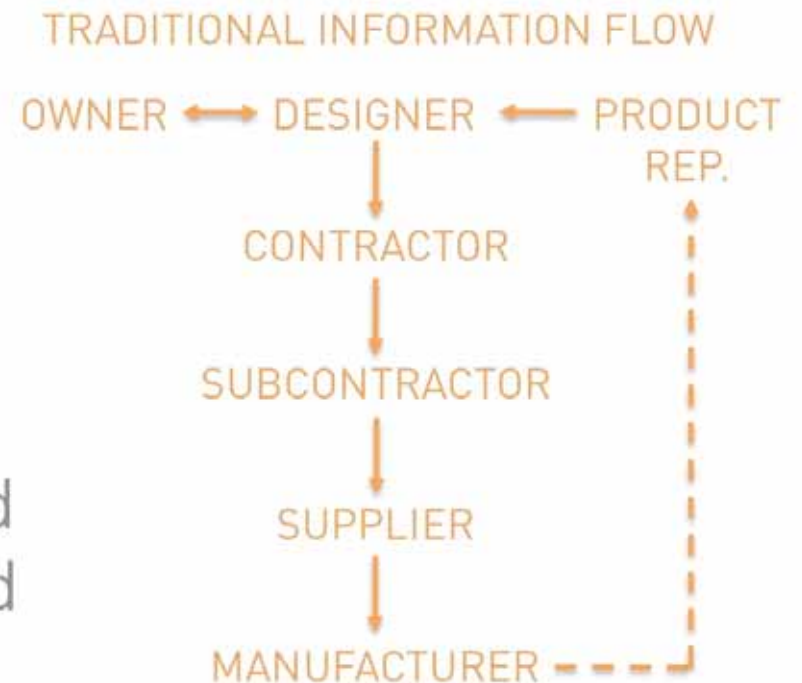 TRADITIONAL INFORMATION FLOW
OWNER DESIGNER PRODUCT
REP.
CONTRACTOR
SUBCONTRACTOR
SUPPLIER
d
d
MANUFACTURER